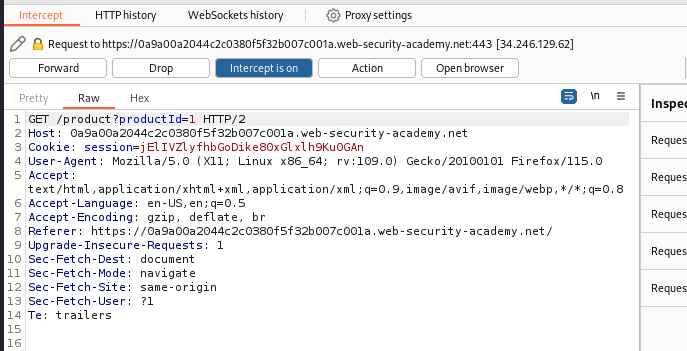 Intercept HTTP history WebSockets history Proxy settings
Request to https://0a9a00a2044c2c0380f5f32b007c001a.web-security-academy.net:443 [34.246.129.62]
Forward Drop Intercept is on Action Open browser
Pretty Raw Hex \n
Inspec
1 GET /product?productId=1 HTTP/2
2 Host: 0a9a00a2044c2c0380f5f32b007c001a.web-security-academy.net
3 Cookie: session=jElIVZlyfhbGoDike80xGlxlh9Ku0GAn
4 User-Agent: Mozilla/5.0 (X11; Linux x86_64; rv:109.0) Gecko/20100101 Firefox/115.0
5 Accept:
text/html,application/xhtml+xml,application/xml;q=0.9,image/avif,image/webp,*/*;q=0.8
6 Accept-Language: en-US,en;q=0.5
7 Accept-Encoding: gzip, deflate, br
8 Referer: https://0a9a00a2044c2c0380f5f32b007c001a.web-security-academy.net/
9 Upgrade-Insecure-Requests: 1
10 Sec-Fetch-Dest: document
11 Sec-Fetch-Mode: navigate
12 Sec-Fetch-Site: same-origin
13 Sec-Fetch-User: ?1
14 Te: trailers
15
16
Reques
Reques
Reques
Reques
Reques